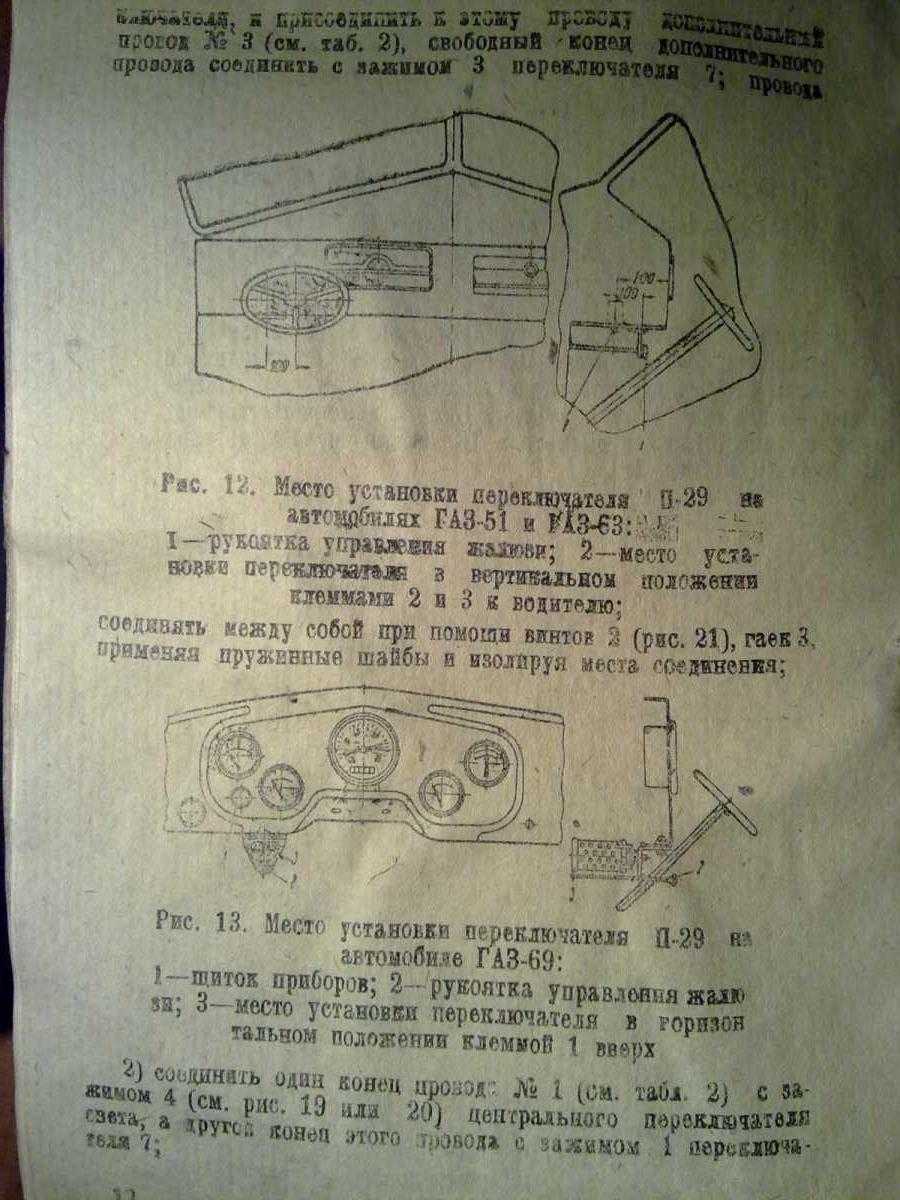 ключателя, и присоединить к этому проводу дополнительный
провод № 3 (см. таб. 2), свободный конец дополнительного
провода соединить с зажимом 3 переключателя 7; провода
100
100
100
1
Рис. 12. Место установки переключателя П-29 на
автомобилях ГАЗ-51 и ГАЗ-63:
1—рукоятка управления жалюзи; 2—место уста-
новки переключателя в вертикальном положении
клеммами 2 и 3 к водителю;
соединять между собой при помощи винтов 2 (рис. 21), гаек 3,
применяя пружинные шайбы и изолируя места соединения;
Рис. 13. Место установки переключателя П-29 на
автомобиле ГАЗ-69:
1—щиток приборов; 2—рукоятка управления жалю
зи; 3—место установки переключателя в горизон
тальном положении клеммой 1 вверх
2) соединить один конец провода № 1 (см. табл. 2) с за-
жимом 4 (см. рис. 19 или 20) центрального переключателя
света, а другой конец этого провода с зажимом 1 переключа-
теля 7;